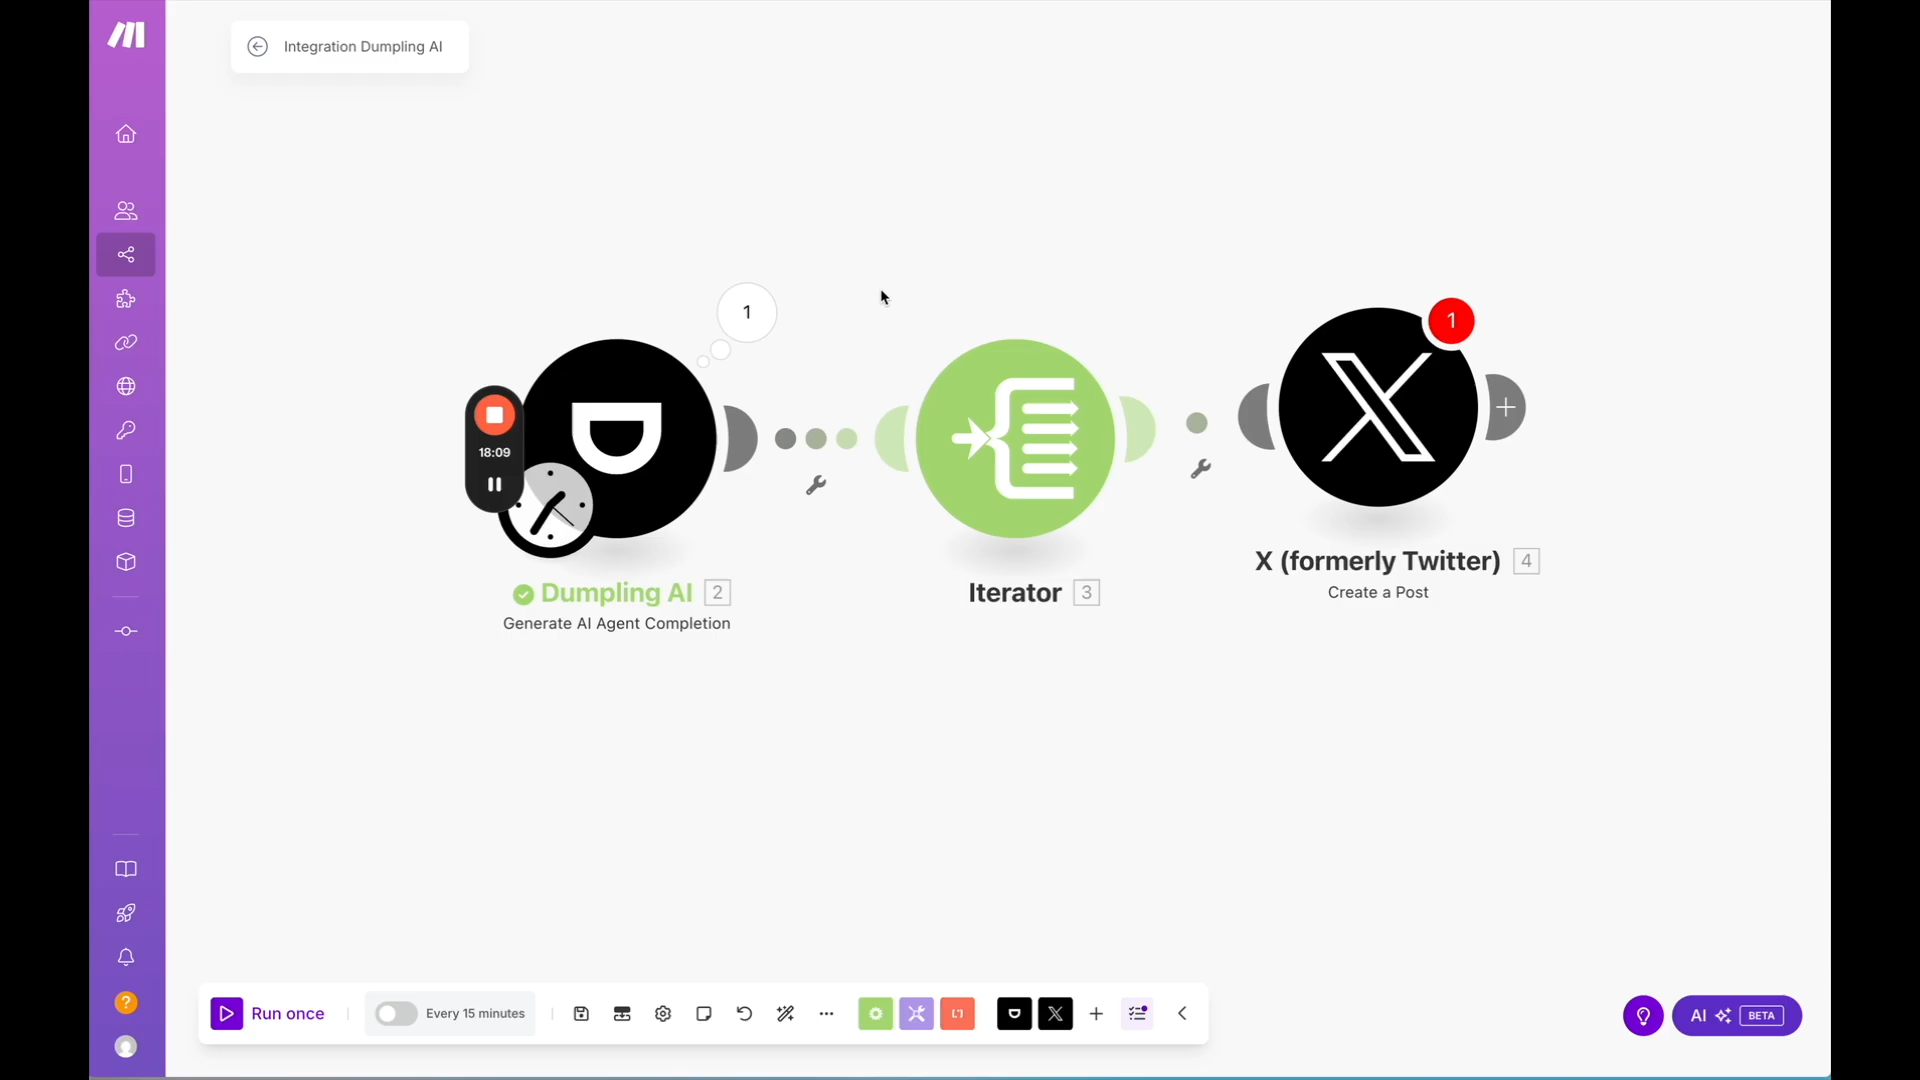 Integration Dumpling AI
1
1
18:09
Dumpling AI 2
Generate AI Agent Completion
Iterator 3
X (formerly Twitter) 4
Create a Post
?
Run once
Every 15 minutes
AI BETA